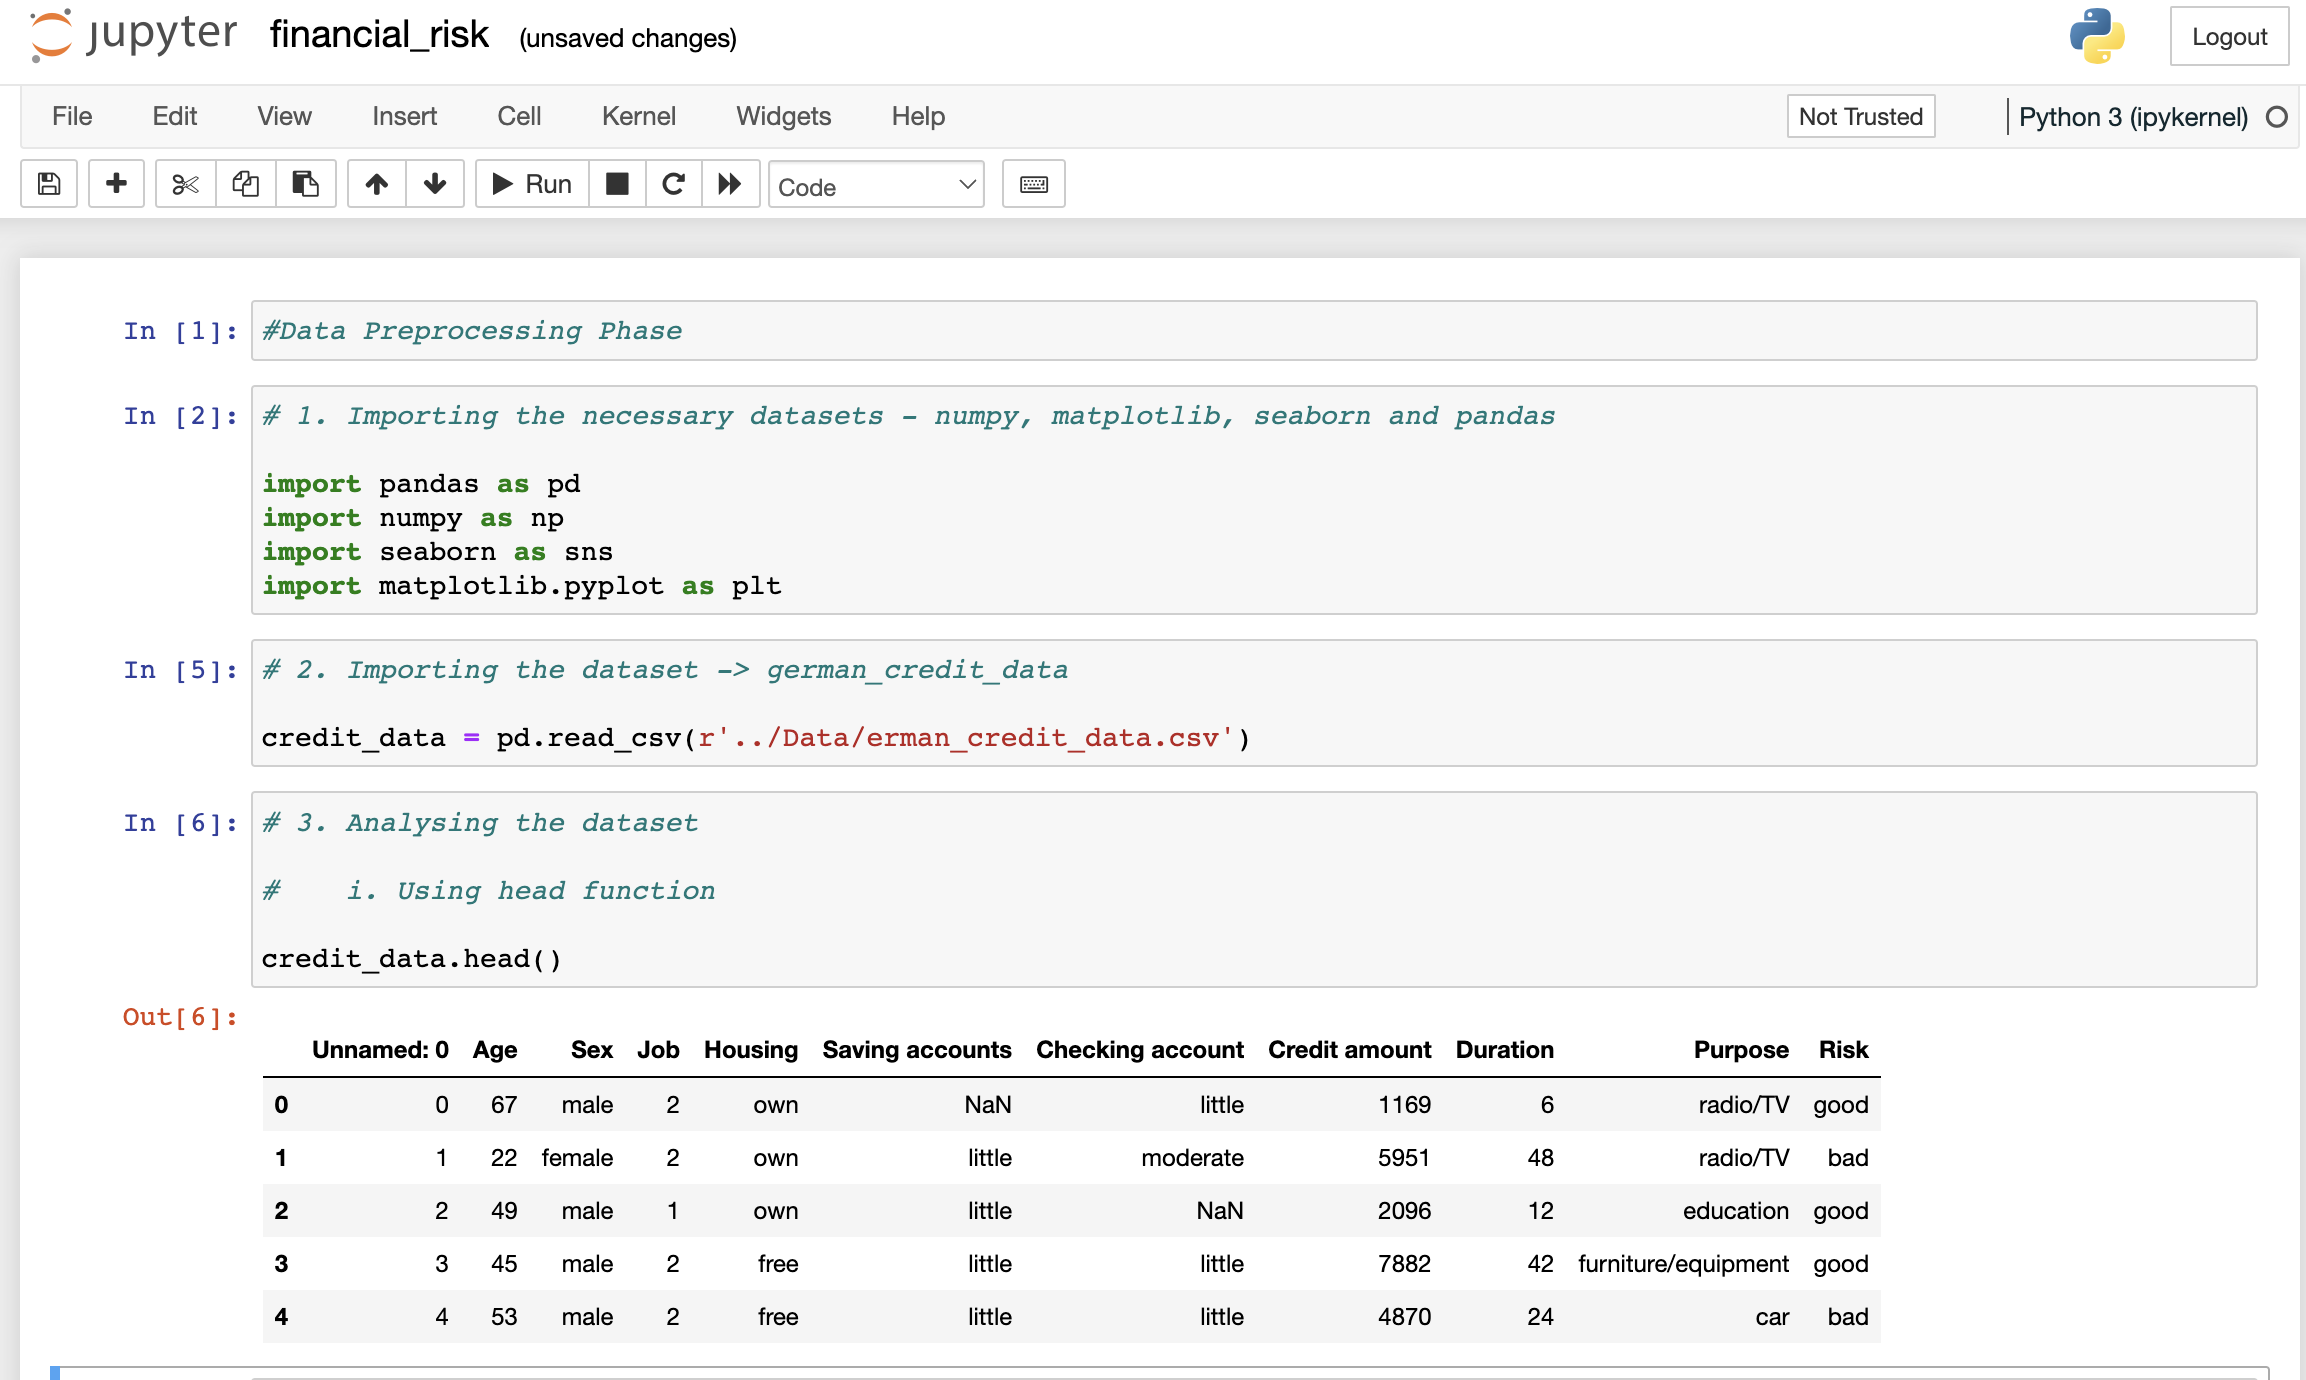 jupyter financial_risk (unsaved changes) Logout
File Edit View Insert Cell Kernel Widgets Help Not Trusted Python 3 (ipykernel)
Run Code
In [1]: #Data Preprocessing Phase
In [2]: # 1. Importing the necessary datasets - numpy, matplotlib, seaborn and pandas
import pandas as pd
import numpy as np
import seaborn as sns
import matplotlib.pyplot as plt
In [5]: # 2. Importing the dataset -> german_credit_data
credit_data = pd.read_csv(r'../Data/erman_credit_data.csv')
In [6]: # 3. Analysing the dataset
# i. Using head function
credit_data.head()
Out[6]:
Unnamed: 0 Age Sex Job Housing Saving accounts Checking account Credit amount Duration Purpose Risk
0 0 67 male 2 own NaN little 1169 6 radio/TV good
1 1 22 female 2 own little moderate 5951 48 radio/TV bad
2 2 49 male 1 own little NaN 2096 12 education good
3 3 45 male 2 free little little 7882 42 furniture/equipment good
4 4 53 male 2 free little little 4870 24 car bad